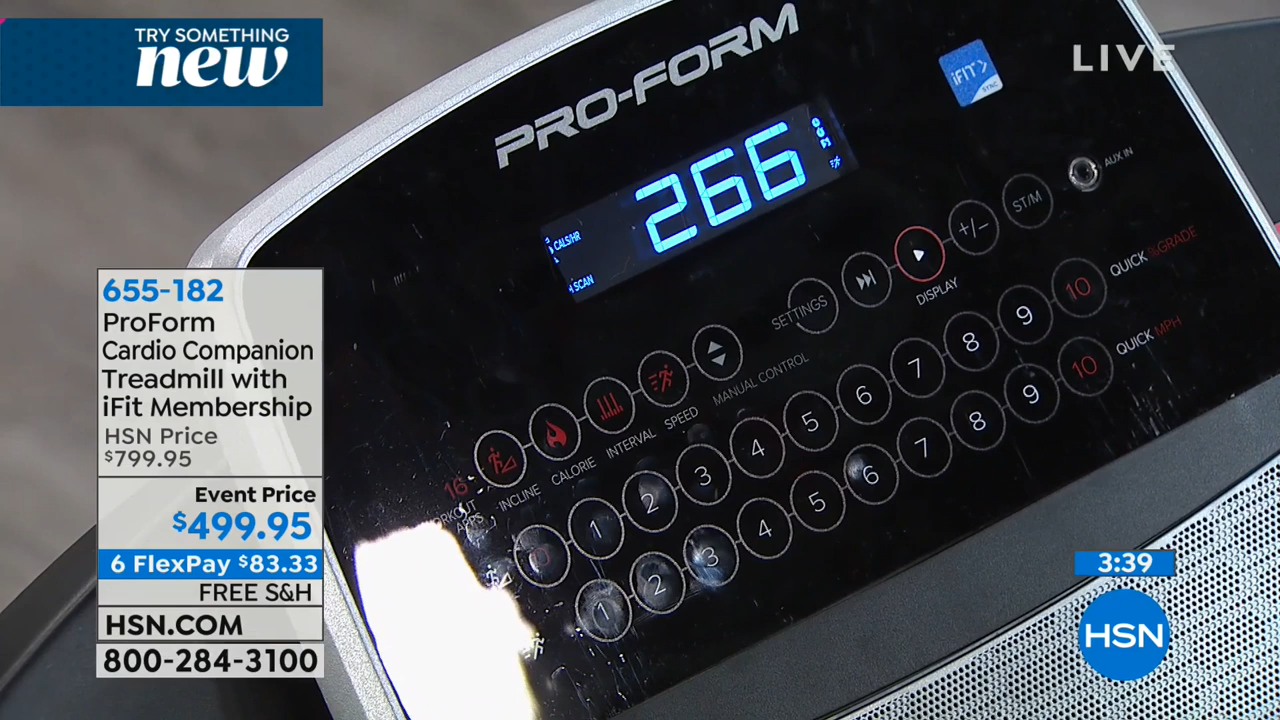 TRY SOMETHING
new
LIVE
PRO-FORM
iFIT
SYNC
266
CALS/HR
SCAN
AUX IN
ST/M
+/-
SETTINGS
DISPLAY
QUICK %GRADE
QUICK MPH
MANUAL CONTROL
SPEED
INTERVAL
CALORIE
INCLINE
16
APPS
0 1 2 3 4 5 6 7 8 9 10
1 2 3 4 5 6 7 8 9 10
655-182
ProForm
Cardio Companion
Treadmill with
iFit Membership
HSN Price
$799.95
Event Price
$499.95
6 FlexPay $83.33
FREE S&H
HSN.COM
800-284-3100
3:39
HSN